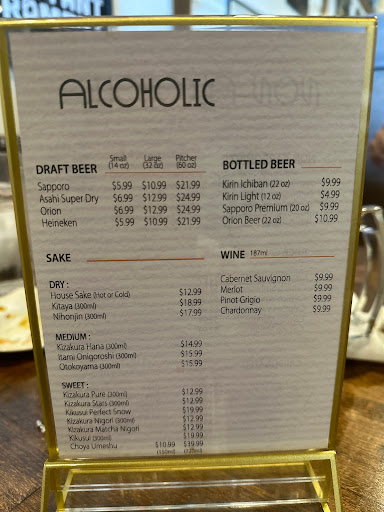 ALCOHOLIC
DRAFT BEER Small (14 oz) Large (32 oz) Pitcher (60 oz)
Sapporo $5.99 $10.99 $21.99
Asahi Super Dry $6.99 $12.99 $24.99
Orion $6.99 $12.99 $24.99
Heineken $5.99 $10.99 $21.99
BOTTLED BEER
Kirin Ichiban (22 oz) $9.99
Kirin Light (12 oz) $4.99
Sapporo Premium (20 oz) $9.99
Orion Beer (22 oz) $10.99
SAKE
DRY :
House Sake (Hot or Cold) $12.99
Kitaya (300ml) $18.99
Nihonjin (300ml) $17.99
MEDIUM :
Kizakura Hana (300ml) $14.99
Itami Onigoroshi (300ml) $15.99
Otokoyama (300ml) $15.99
SWEET :
Kizakura Pure (300ml) $12.99
Kizakura Stars (300ml) $12.99
Kikusui Perfect Snow $19.99
Kizakura Nigori (300ml) $12.99
Kizakura Matcha Nigori $12.99
Kikusui (300ml) $19.99
Choya Umeshu $10.99 $39.99
(150ml)
WINE 187ml
Cabernet Sauvignon $9.99
Merlot $9.99
Pinot Grigio $9.99
Chardonnay $9.99